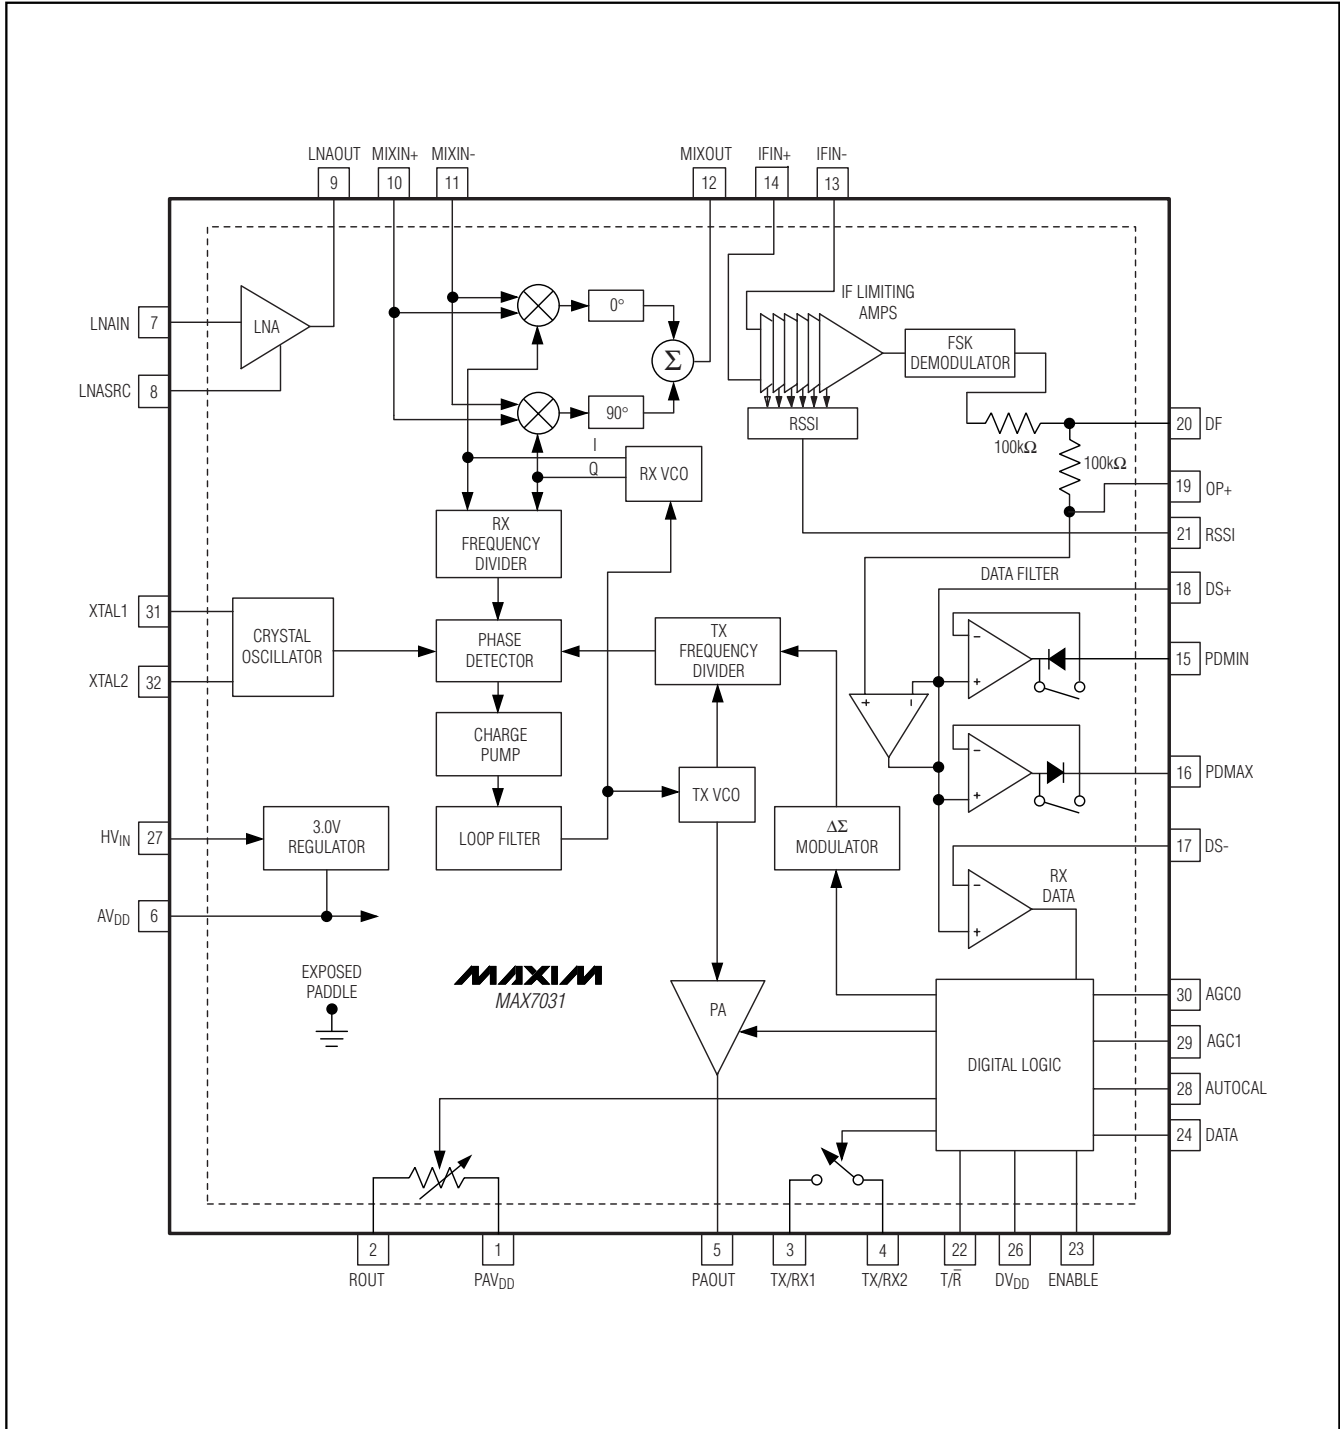 LNAOUT MIXIN+ MIXIN- MIXOUT IFIN+ IFIN-
9 10 11 12 14 13
LNAIN 7
LNA
LNASRC 8
0°
Σ
90°
I
Q
RX VCO
RX
FREQUENCY
DIVIDER
IF LIMITING
AMPS
FSK
DEMODULATOR
RSSI
100kΩ
100kΩ
20 DF
19 OP+
21 RSSI
DATA FILTER
18 DS+
XTAL1 31
CRYSTAL
OSCILLATOR
XTAL2 32
PHASE
DETECTOR
TX
FREQUENCY
DIVIDER
−
+
15 PDMIN
+ −
CHARGE
PUMP
−
+
16 PDMAX
TX VCO
HVIN 27
3.0V
REGULATOR
LOOP FILTER
ΔΣ
MODULATOR
17 DS-
AVDD 6
−
+
RX
DATA
EXPOSED
PADDLE
MAXIM
MAX7031
PA
DIGITAL LOGIC
30 AGC0
29 AGC1
28 AUTOCAL
24 DATA
2 1 5 3 4 22 26 23
ROUT PAVDD PAOUT TX/RX1 TX/RX2 T/R̅ DVDD ENABLE